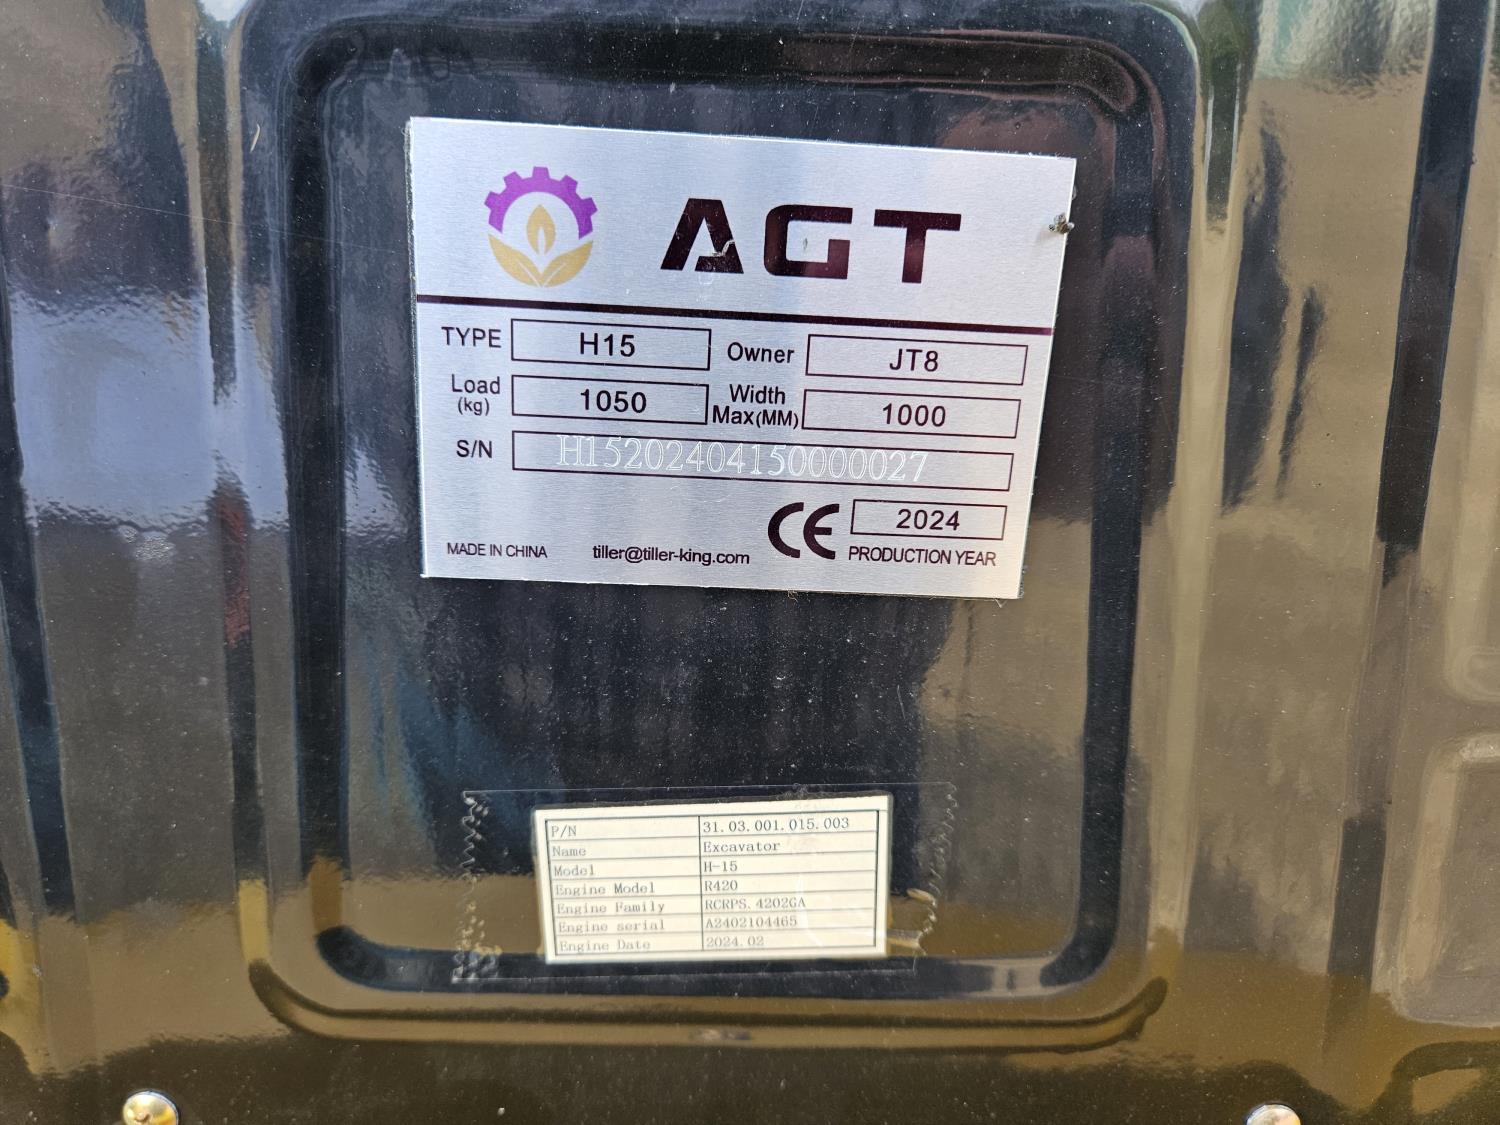 AGT
TYPE H15 Owner JT8
Load (kg) 1050 Width Max(MM) 1000
S/N H15202404150000027
CE 2024
MADE IN CHINA tiller@tiller-king.com PRODUCTION YEAR
P/N 31.03.001.015.003
Name Excavator
Model H-15
Engine Model R420
Engine Family RCRPS.4202GA
Engine serial A2402104465
Engine Date 2024.02